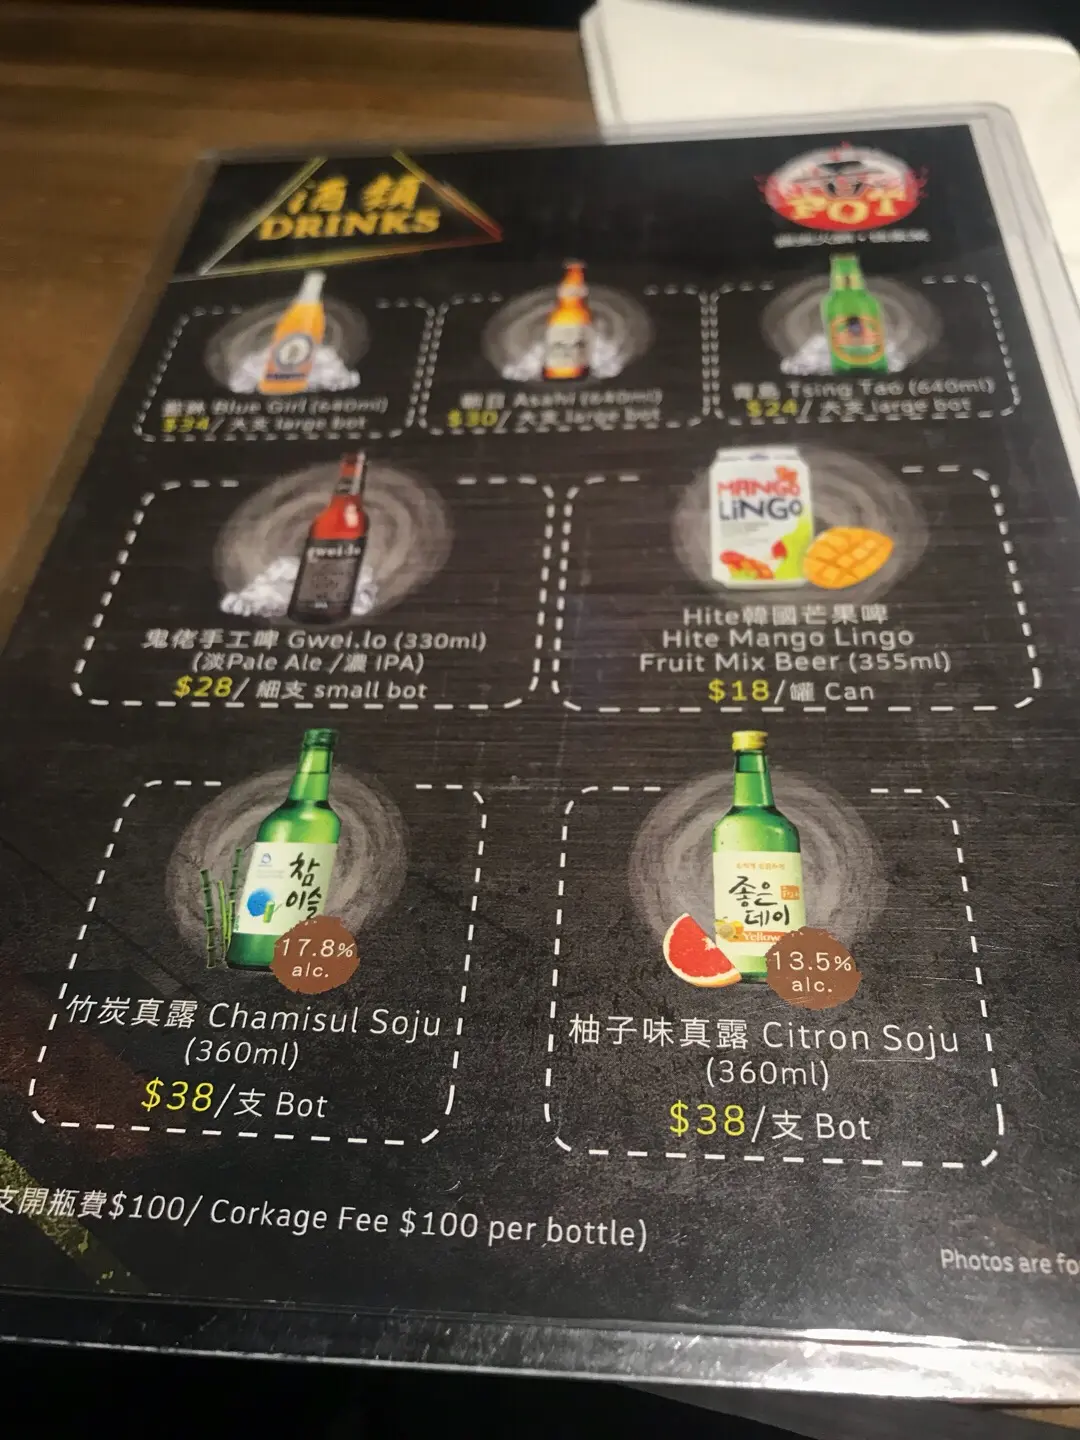 酒類
DRINKS
POT
藍妹 Blue Girl (640ml)
$34/ 大支 large bot
朝日 Asahi (640ml)
$30/ 大支 large bot
青島 Tsing Tao (640ml)
$24/ 大支 large bot
gwei.lo
鬼佬手工啤 Gwei.lo (330ml)
(淡Pale Ale /濃 IPA)
$28/ 細支 small bot
MANGO
LiNGO
Hite韓國芒果啤
Hite Mango Lingo
Fruit Mix Beer (355ml)
$18/罐 Can
참
이슬
17.8%
alc.
竹炭真露 Chamisul Soju
(360ml)
$38/支 Bot
좋은
데이
Yellow
13.5%
alc.
柚子味真露 Citron Soju
(360ml)
$38/支 Bot
支開瓶費$100/ Corkage Fee $100 per bottle)
Photos are fo